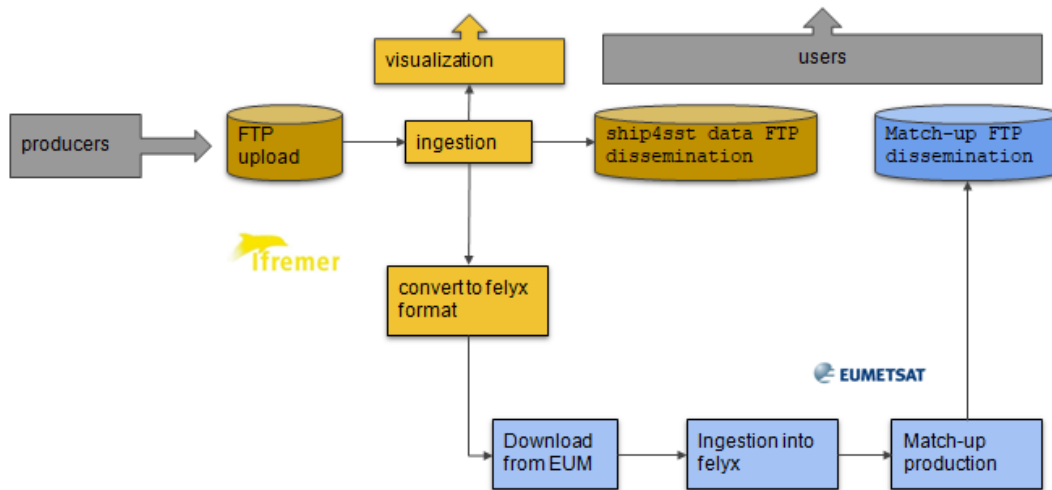 visualization
users
producers
FTP
upload
ingestion
ship4sst data FTP
dissemination
Match-up FTP
dissemination
Ifremer
convert to felyx
format
EUMETSAT
Download
from EUM
Ingestion into
felyx
Match-up
production